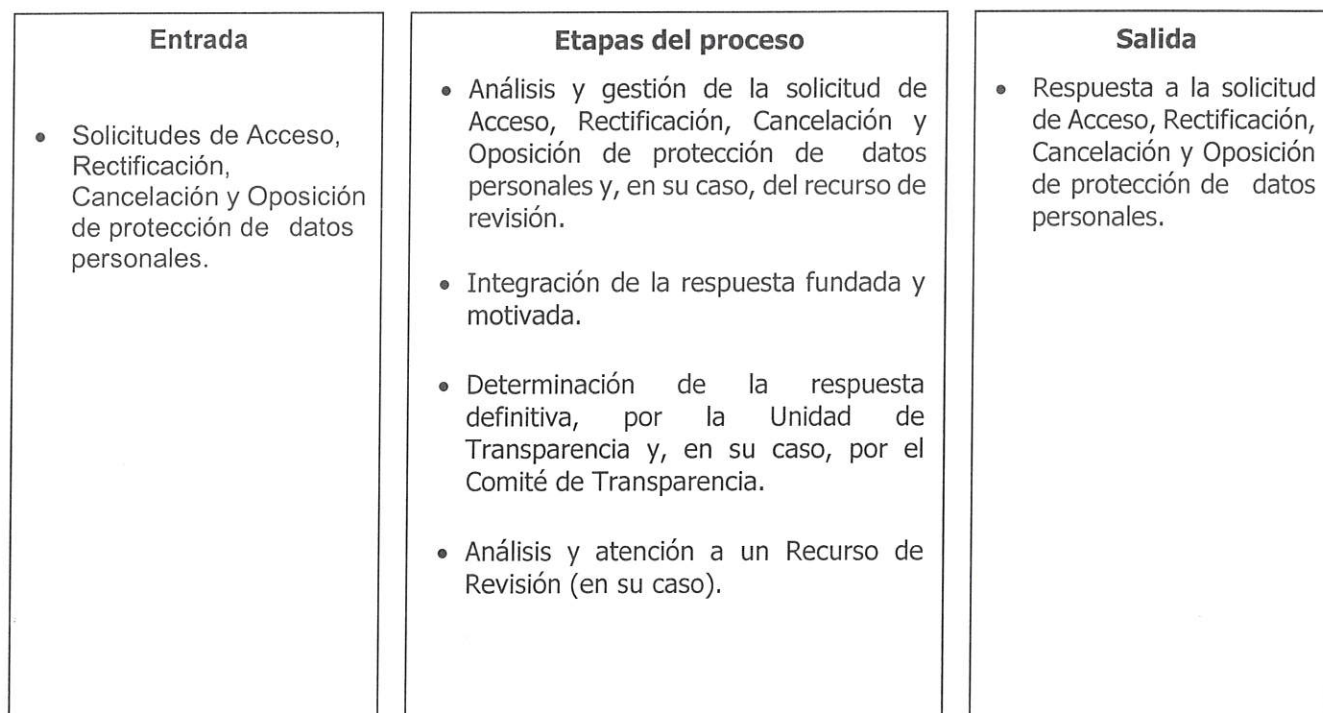 Entrada
• Solicitudes de Acceso,
Rectificación,
Cancelación y Oposición
de protección de datos
personales.
Etapas del proceso
• Análisis y gestión de la solicitud de
Acceso, Rectificación, Cancelación y
Oposición de protección de datos
personales y, en su caso, del recurso de
revisión.
• Integración de la respuesta fundada y
motivada.
• Determinación de la respuesta
definitiva, por la Unidad de
Transparencia y, en su caso, por el
Comité de Transparencia.
• Análisis y atención a un Recurso de
Revisión (en su caso).
Salida
• Respuesta a la solicitud
de Acceso, Rectificación,
Cancelación y Oposición
de protección de datos
personales.